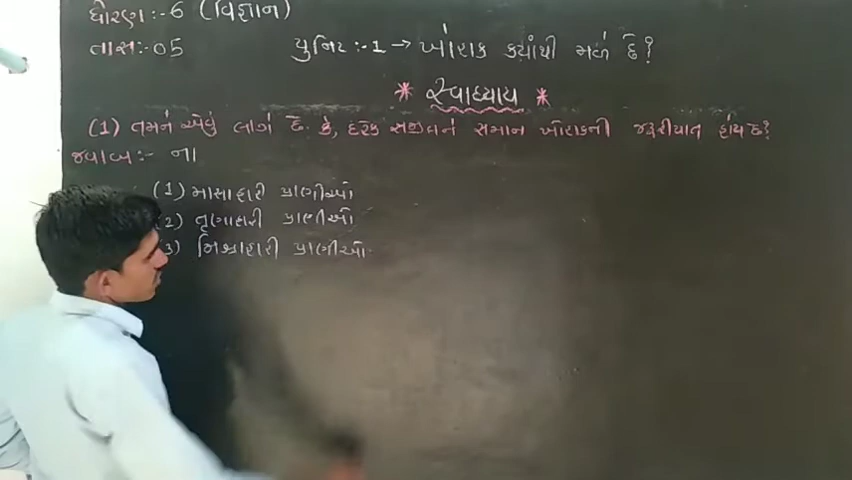 ધોરણ :- 6 (વિજ્ઞાન)
તાસ :- 05
યુનિટ :- 1 → ખોરાક ક્યાંથી મળે છે?
* સ્વાધ્યાય *
(1) તમને એવું લાગે છે. કે, દરેક સજીવને સમાન ખોરાકની જરૂરીયાત હોય છે?
જવાબ :- ના
(1) માંસાહારી પ્રાણીઓ
(2) તૃણાહારી પ્રાણીઓ
3) મિશ્રાહારી પ્રાણીઓ.